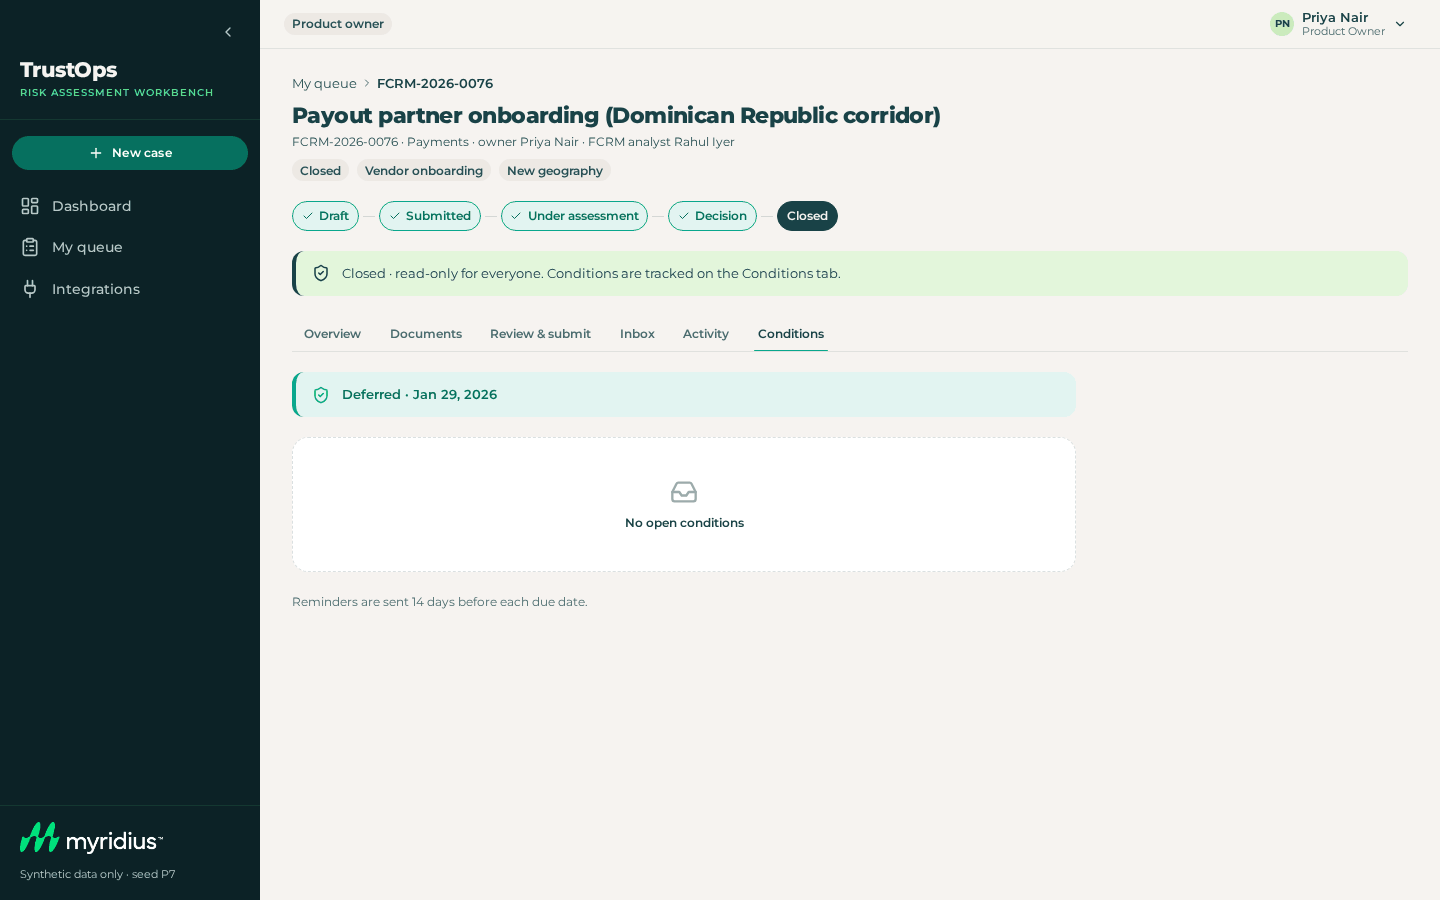 Product owner
PN
Priya Nair
Product Owner
TrustOps
RISK ASSESSMENT WORKBENCH
New case
Dashboard
My queue
Integrations
My queue > FCRM-2026-0076
Payout partner onboarding (Dominican Republic corridor)
FCRM-2026-0076 · Payments · owner Priya Nair · FCRM analyst Rahul Iyer
Closed Vendor onboarding New geography
Draft Submitted Under assessment Decision Closed
Closed · read-only for everyone. Conditions are tracked on the Conditions tab.
Overview Documents Review & submit Inbox Activity Conditions
Deferred · Jan 29, 2026
No open conditions
Reminders are sent 14 days before each due date.
myridius™
Synthetic data only · seed P7